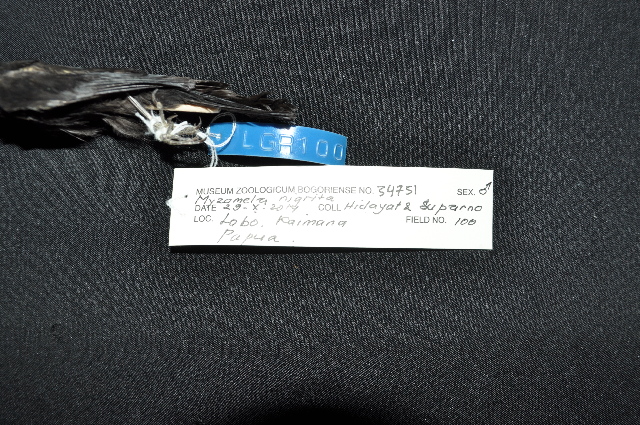 LGR100
MUSEUM ZOOLOGICUM BOGORIENSE NO. 34751 SEX. ♂
Myzomela nigrita
DATE 29-X-2014 COLL Hidayat & Suparno
LOC. Lobo, Kaimana FIELD NO. 100
Papua.